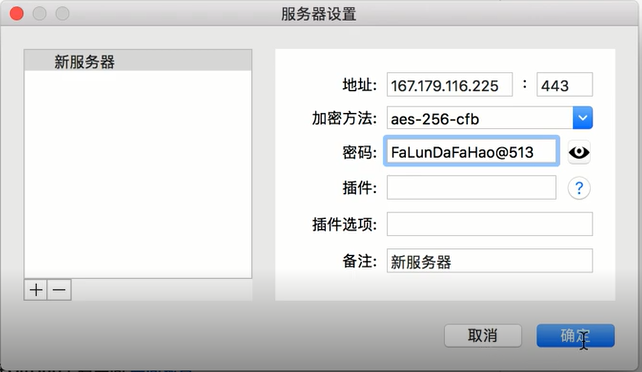 服务器设置
新服务器
地址: 167.179.116.225 : 443
加密方法: aes-256-cfb
密码: FaLunDaFaHao@513
插件: ?
插件选项:
备注: 新服务器
+ −
取消 确定